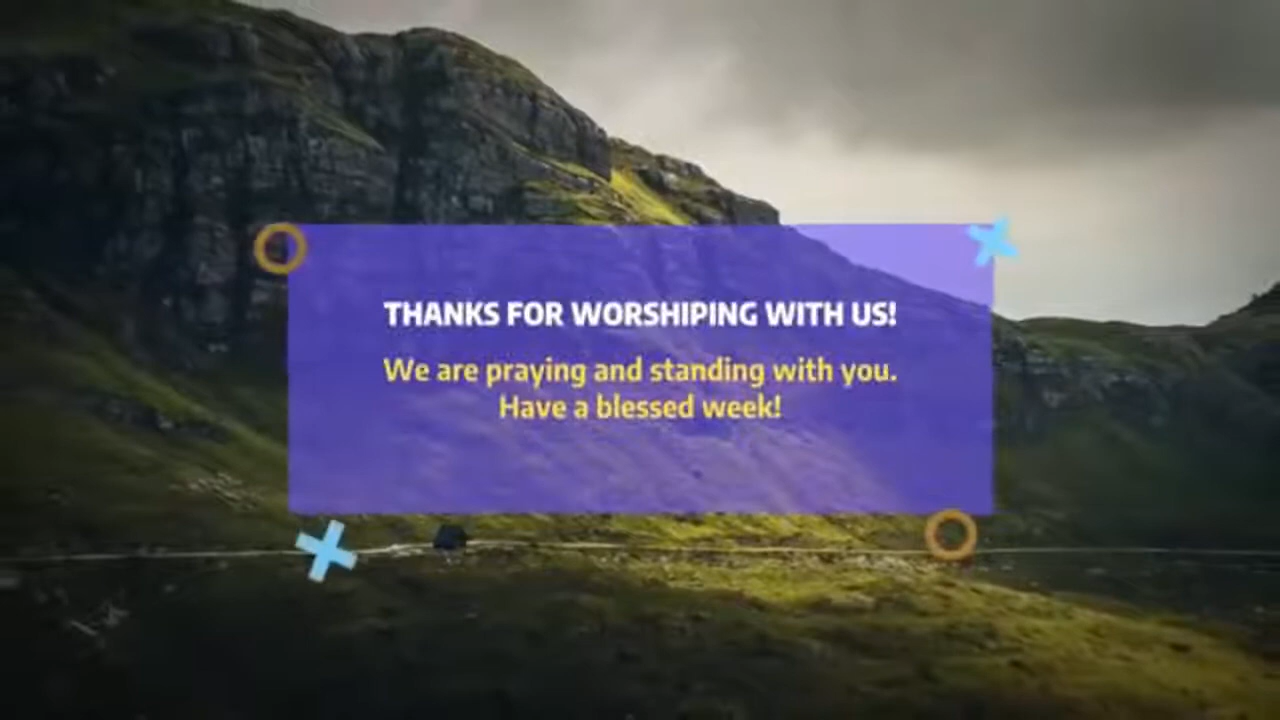 THANKS FOR WORSHIPING WITH US!
We are praying and standing with you.
Have a blessed week!